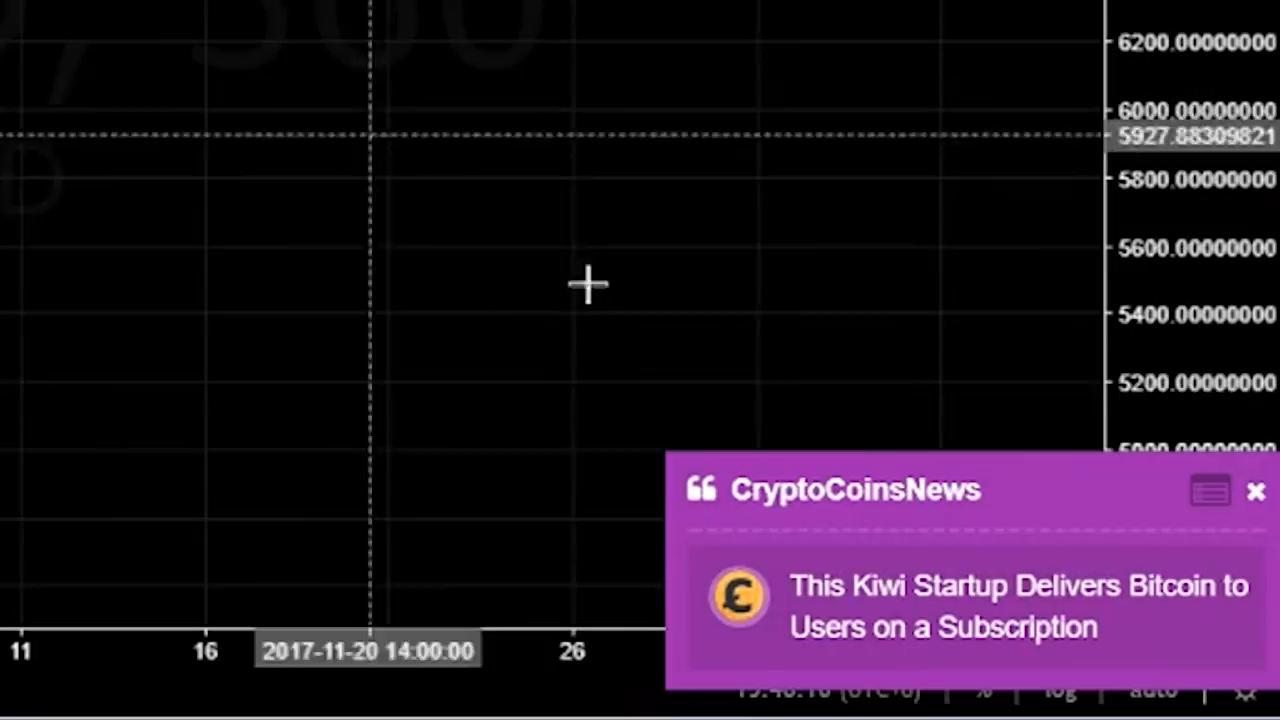 6200.00000000
6000.00000000
5927.88309821
5800.00000000
5600.00000000
5400.00000000
5200.00000000
CryptoCoinsNews
This Kiwi Startup Delivers Bitcoin to
Users on a Subscription
11
16
2017-11-20 14:00:00
26
%
log
auto